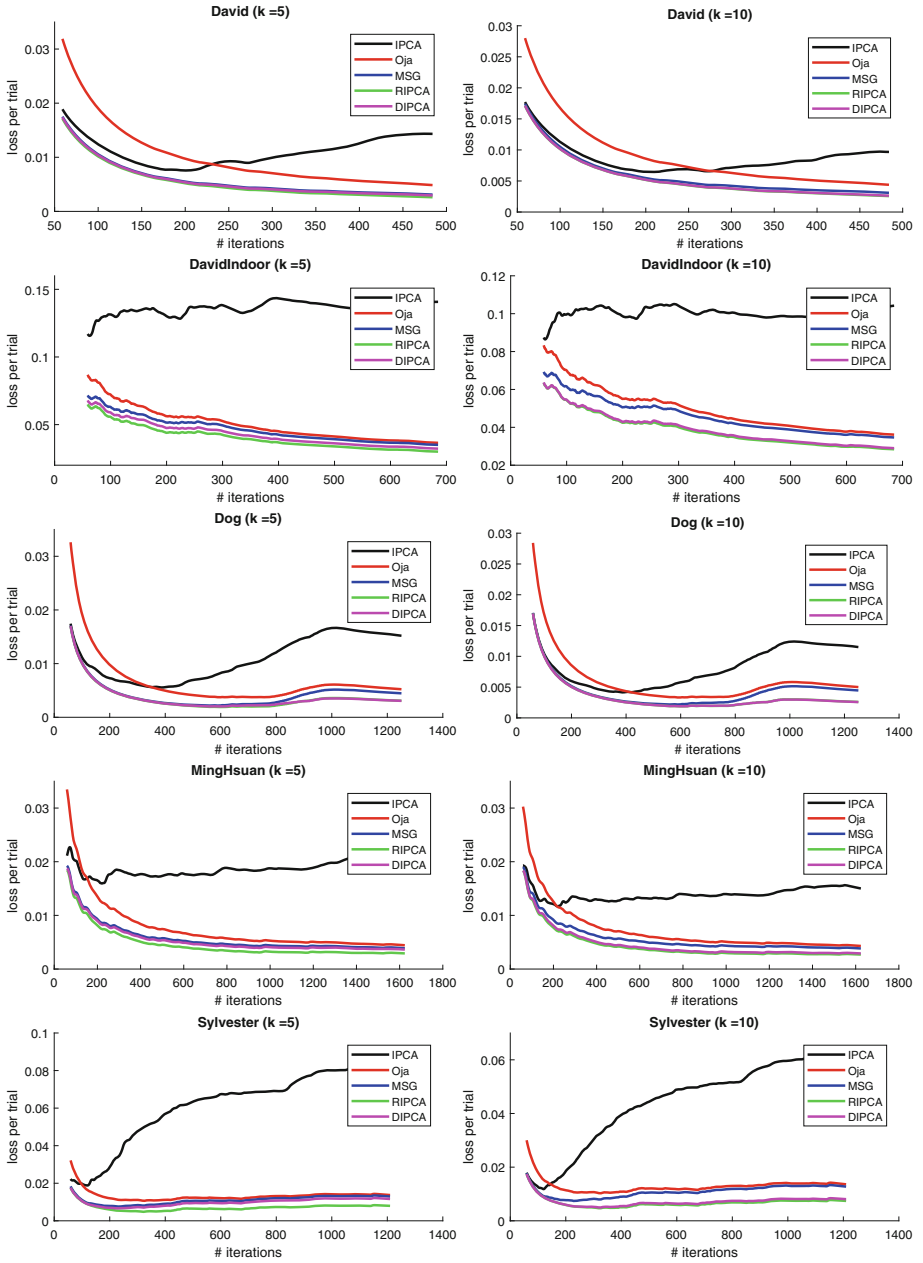 David (k =5)
0.03
0.02
0.01
0
loss per trial
50 100 150 200 250 300 350 400 450 500
# iterations
IPCA
Oja
MSG
RIPCA
DIPCA
David (k =10)
0.03
0.025
0.02
0.015
0.01
0.005
0
loss per trial
50 100 150 200 250 300 350 400 450 500
# iterations
IPCA
Oja
MSG
RIPCA
DIPCA
DavidIndoor (k =5)
0.15
0.1
0.05
loss per trial
0 100 200 300 400 500 600 700
# iterations
IPCA
Oja
MSG
RIPCA
DIPCA
DavidIndoor (k =10)
0.12
0.1
0.08
0.06
0.04
0.02
loss per trial
0 100 200 300 400 500 600 700
# iterations
IPCA
Oja
MSG
RIPCA
DIPCA
Dog (k =5)
0.03
0.02
0.01
0
loss per trial
0 200 400 600 800 1000 1200 1400
# iterations
IPCA
Oja
MSG
RIPCA
DIPCA
Dog (k =10)
0.03
0.025
0.02
0.015
0.01
0.005
0
loss per trial
0 200 400 600 800 1000 1200 1400
# iterations
IPCA
Oja
MSG
RIPCA
DIPCA
MingHsuan (k =5)
0.03
0.02
0.01
0
loss per trial
0 200 400 600 800 1000 1200 1400 1600 1800
# iterations
IPCA
Oja
MSG
RIPCA
DIPCA
MingHsuan (k =10)
0.03
0.02
0.01
0
loss per trial
0 200 400 600 800 1000 1200 1400 1600 1800
# iterations
IPCA
Oja
MSG
RIPCA
DIPCA
Sylvester (k =5)
0.1
0.08
0.06
0.04
0.02
0
loss per trial
0 200 400 600 800 1000 1200 1400
# iterations
IPCA
Oja
MSG
RIPCA
DIPCA
Sylvester (k =10)
0.06
0.04
0.02
0
loss per trial
0 200 400 600 800 1000 1200 1400
# iterations
IPCA
Oja
MSG
RIPCA
DIPCA